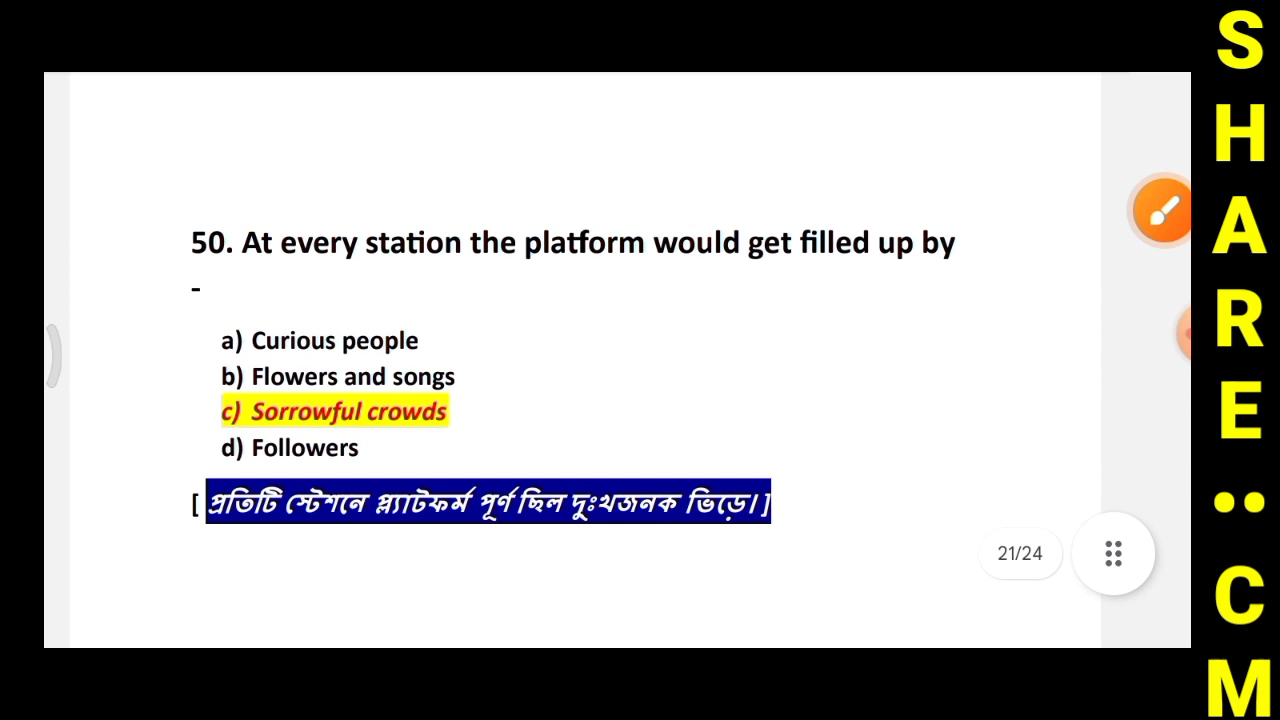 50. At every station the platform would get filled up by
-
a) Curious people
b) Flowers and songs
c) Sorrowful crowds
d) Followers
[ প্রতিটি স্টেশনে প্ল্যাটফর্ম পূর্ণ ছিল দুঃখজনক ভিড়ে। ]
21/24
S
H
A
R
E
••
C
M